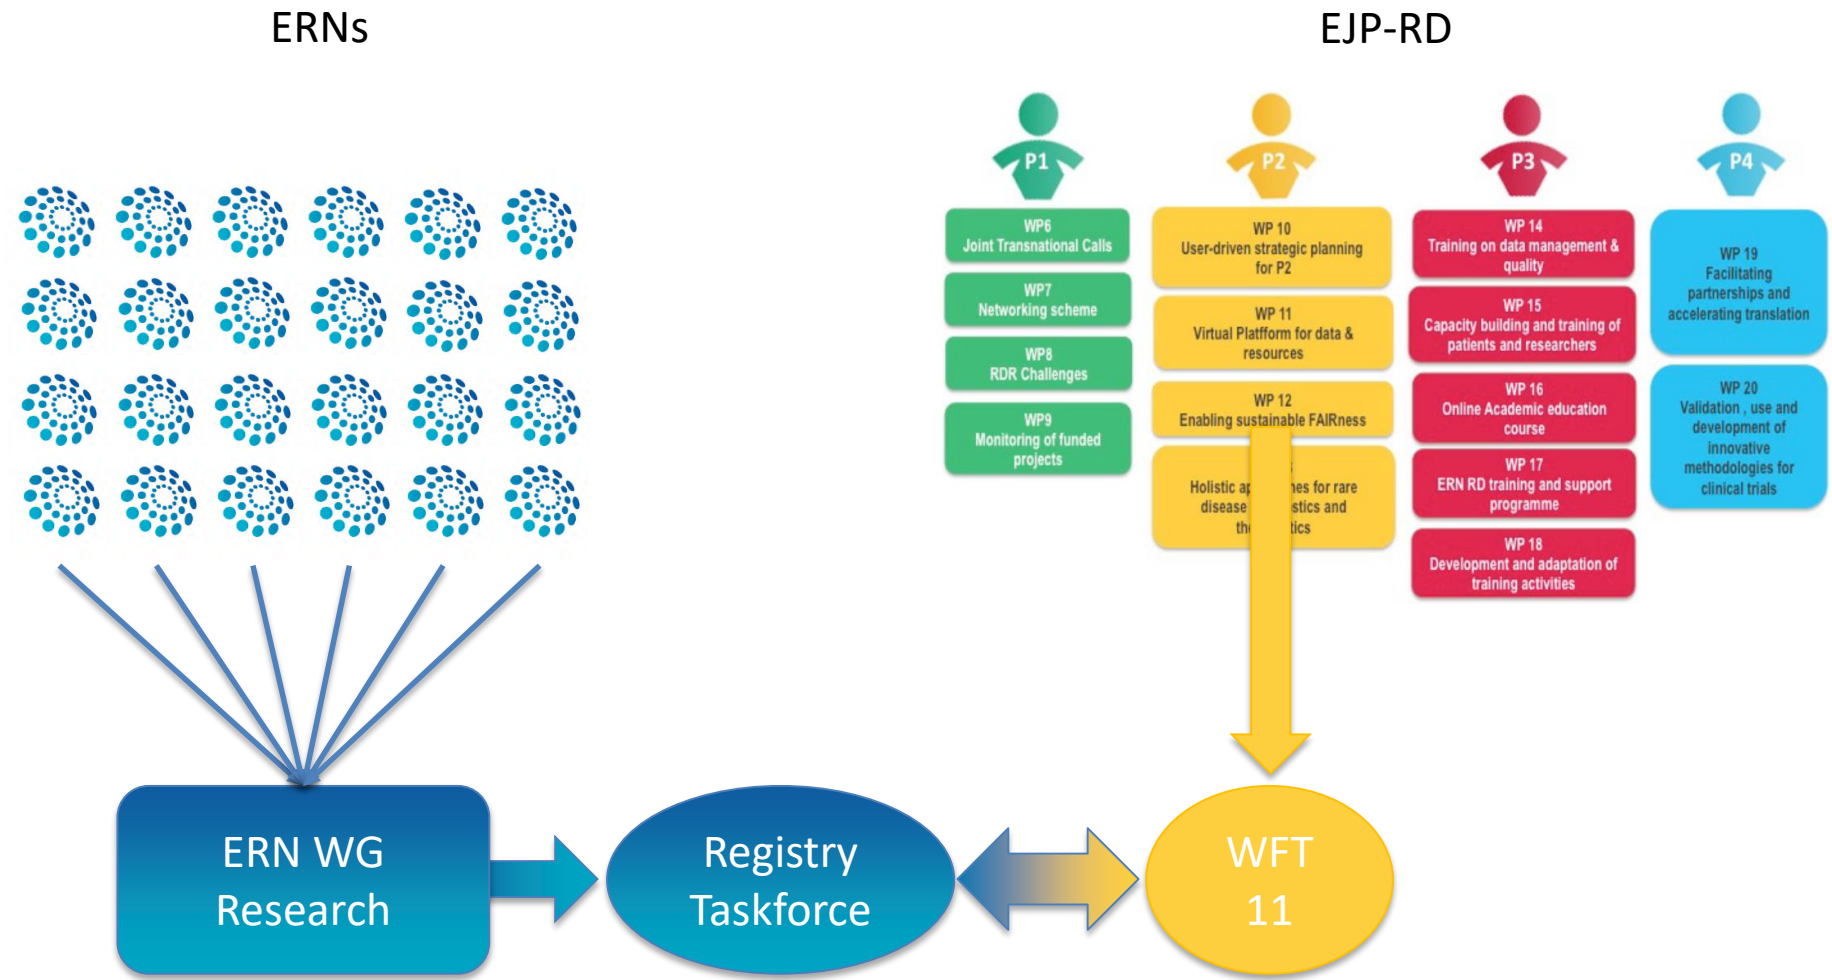 ERNs
EJP-RD
P1
WP6
Joint Transnational Calls
WP7
Networking scheme
WP8
RDR Challenges
WP9
Monitoring of funded
projects
P2
WP 10
User-driven strategic planning
for P2
WP 11
Virtual Plattform for data &
resources
WP 12
Enabling sustainable FAIRness
Holistic for rare
disease and
P3
WP 14
Training on data management &
quality
WP 15
Capacity building and training of
patients and researchers
WP 16
Online Academic education
course
WP 17
ERN RD training and support
programme
WP 18
Development and adaptation of
training activities
P4
WP 19
Facilitating
partnerships and
accelerating translation
WP 20
Validation , use and
development of
innovative
methodologies for
clinical trials
ERN WG
Research
Registry
Taskforce
WFT
11